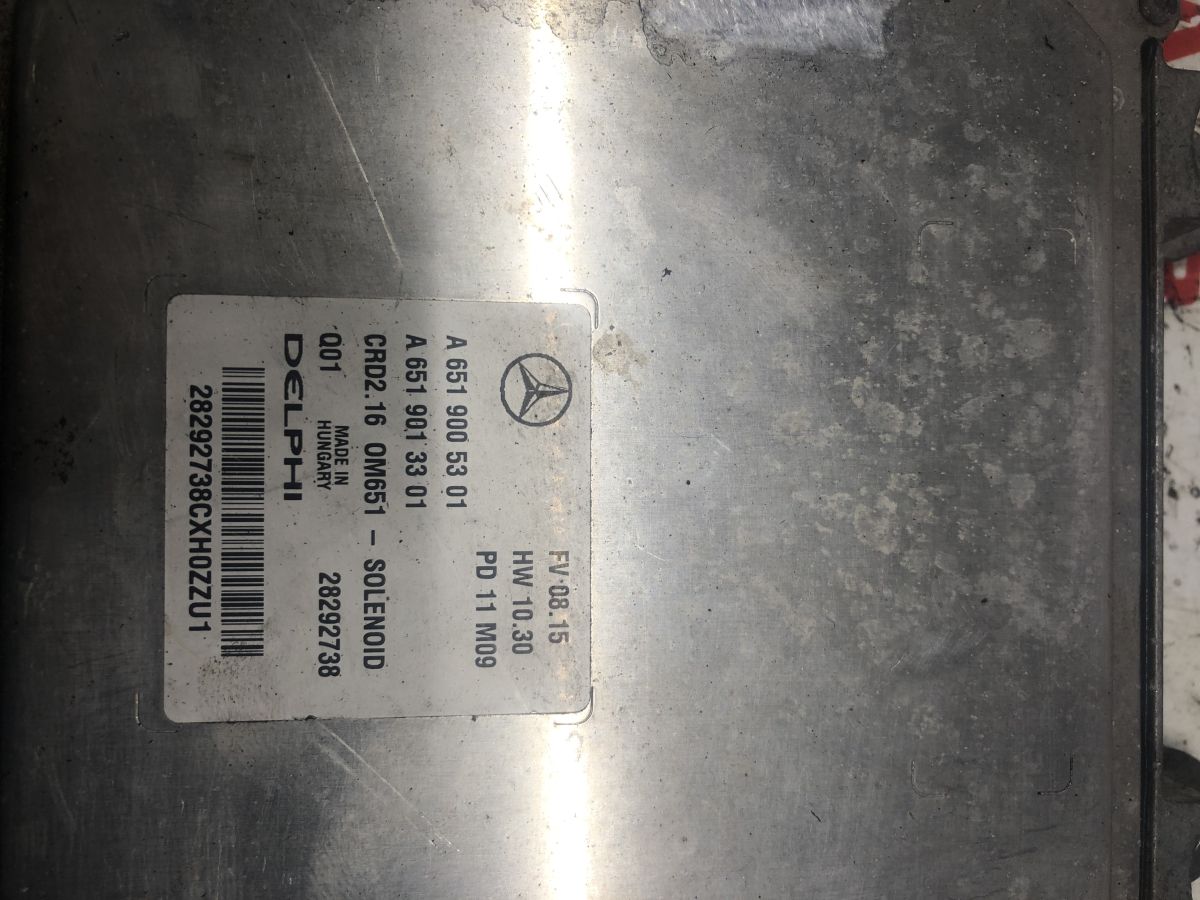 FV 08.15
HW 10.30
PD 11 M09
A 651 900 53 01
A 651 901 33 01
CRD2.16 OM651 - SOLENOID
Q01 MADE IN HUNGARY 28292738
DELPHI
28292738CXH0ZZU1